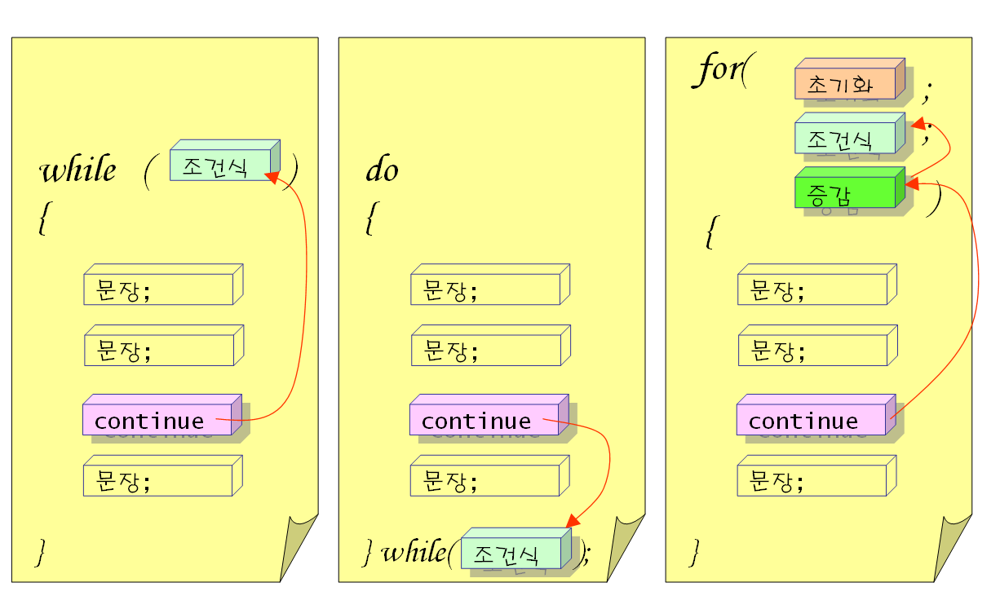 while ( 조건식 )
{
문장;
문장;
continue
문장;
}
do
{
문장;
문장;
continue
문장;
} while( 조건식 );
for( 초기화 ;
조건식 ;
증감 )
{
문장;
문장;
continue
문장;
}